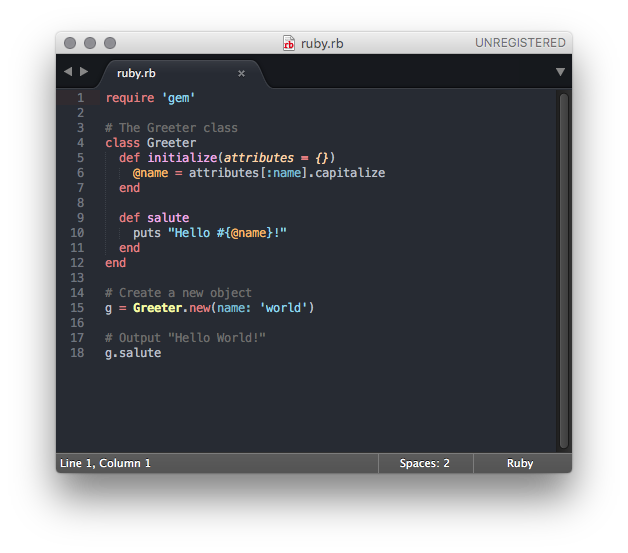 ruby.rb UNREGISTERED
ruby.rb ×
1 require 'gem'
2
3 # The Greeter class
4 class Greeter
5   def initialize(attributes = {})
6     @name = attributes[:name].capitalize
7   end
8
9   def salute
10     puts "Hello #{@name}!"
11   end
12 end
13
14 # Create a new object
15 g = Greeter.new(name: 'world')
16
17 # Output "Hello World!"
18 g.salute
Line 1, Column 1 Spaces: 2 Ruby